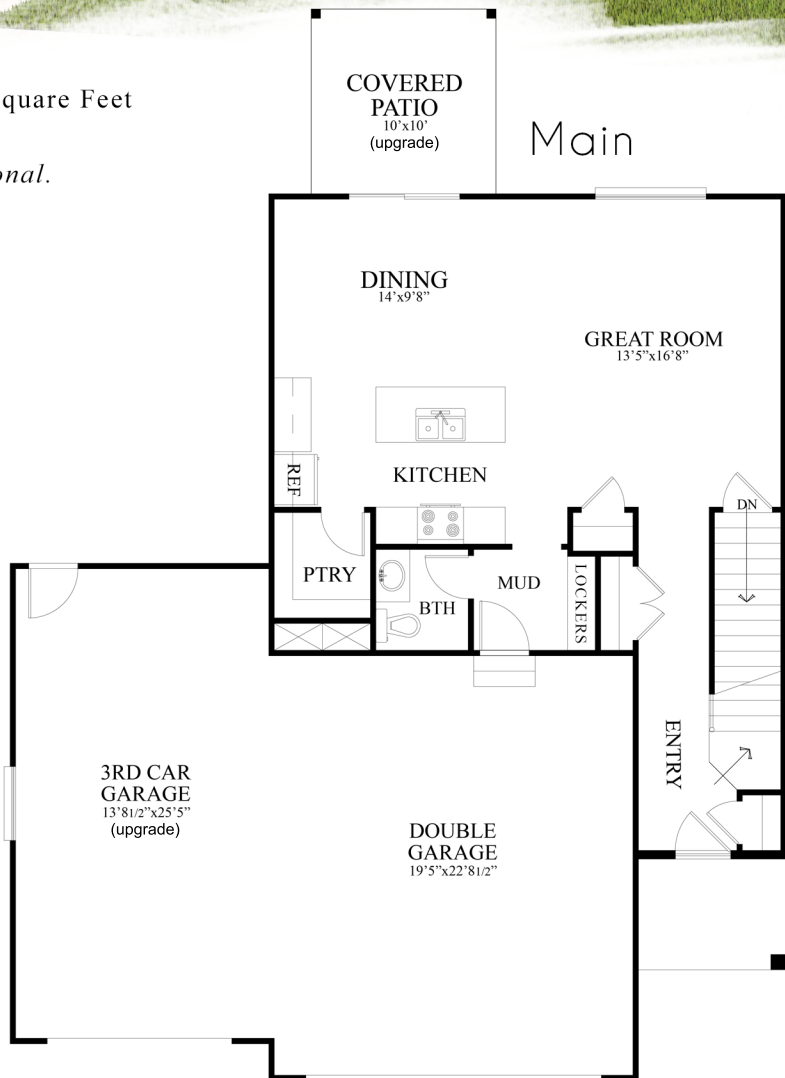 quare Feet
onal.
Main
COVERED
PATIO
10'x10'
(upgrade)
DINING
14'x9'8"
GREAT ROOM
13'5"x16'8"
REF
KITCHEN
DN
PTRY
BTH
MUD
LOCKERS
ENTRY
3RD CAR
GARAGE
13'81/2"x25'5"
(upgrade)
DOUBLE
GARAGE
19'5"x22'81/2"